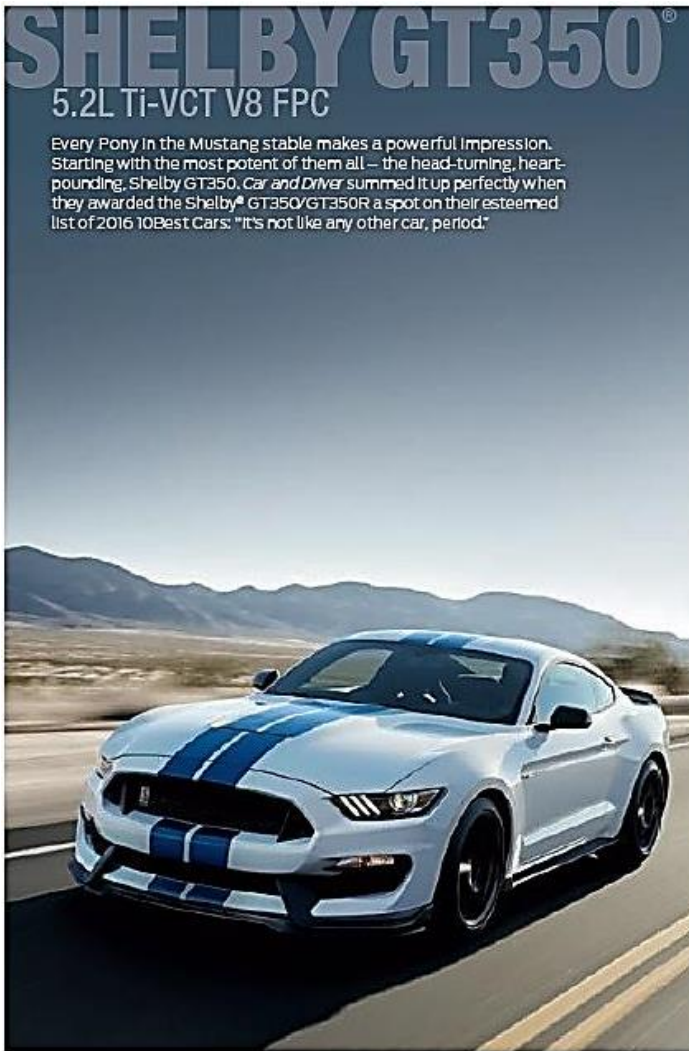 SHELBY GT350®
5.2L Ti-VCT V8 FPC
Every Pony in the Mustang stable makes a powerful impression.
Starting with the most potent of them all – the head-turning, heart-
pounding, Shelby GT350. Car and Driver summed it up perfectly when
they awarded the Shelby® GT350/GT350R a spot on their esteemed
list of 2016 10Best Cars: "It's not like any other car, period."